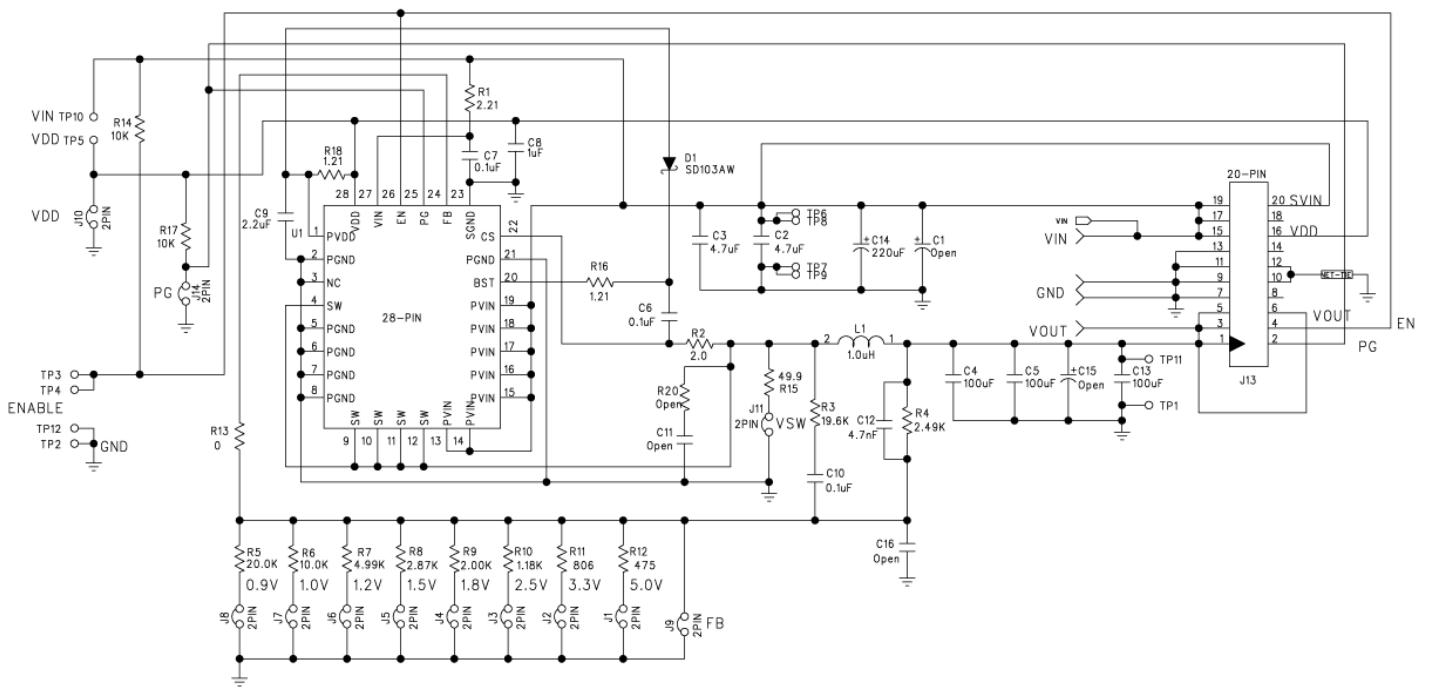 VIN TP10
VDD TP5
R14
10K
VDD
J10
2PIN
R17
10K
PG
J14
2PIN
TP3
TP4
ENABLE
TP12
TP2
GND
R13
0
R18
1.21
C9
2.2uF
U1
R1
2.21
C7
0.1uF
C8
1uF
28 27 26 25 24 23
VDD
VIN
EN
PG
FB
SGND
1 PVDD
2 PGND
3 NC
4 SW
5 PGND
6 PGND
7 PGND
8 PGND
28-PIN
CS 22
PGND 21
BST 20
PVIN 19
PVIN 18
PVIN 17
PVIN 16
PVIN 15
SW
SW
SW
SW
PVIN
PVIN
9 10 11 12 13 14
D1
SD103AW
R16
1.21
C6
0.1uF
R2
2.0
R20
Open
C11
Open
49.9
R15
J11
2PIN
VSW
R3
19.6K
C10
0.1uF
2 L1 1
1.0uH
C12
4.7nF
R4
2.49K
C16
Open
C3
4.7uF
C2
4.7uF
TP6
TP8
TP7
TP9
C14
220uF
C1
Open
C4
100uF
C5
100uF
C15
Open
C13
100uF
TP11
TP1
VIN
VIN
GND
VOUT
20-PIN
19
17
15
13
11
9
7
5
3
1
20 SVIN
18
16 VDD
14
12
10
8
6
4
2
NET-TIE
VOUT
EN
PG
J13
R5
20.0K
0.9V
J8
2PIN
R6
10.0K
1.0V
J7
2PIN
R7
4.99K
1.2V
J6
2PIN
R8
2.87K
1.5V
J5
2PIN
R9
2.00K
1.8V
J4
2PIN
R10
1.18K
2.5V
J3
2PIN
R11
806
3.3V
J2
2PIN
R12
475
5.0V
J1
2PIN
J9
2PIN
FB